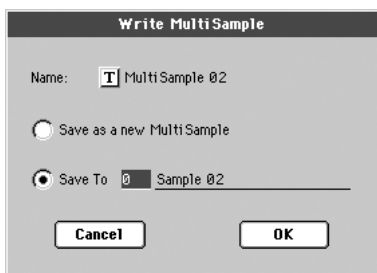 Write MultiSample
Name: T MultiSample 02
Save as a new MultiSample
Save To 0 Sample 02
Cancel OK